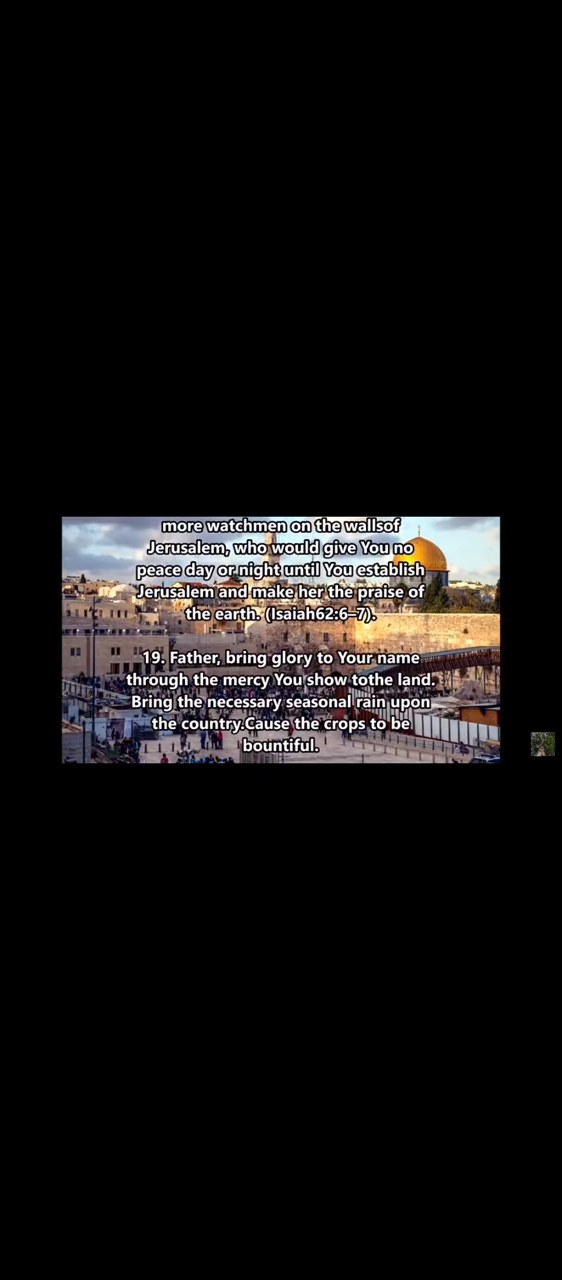 more watchmen on the wallsof
Jerusalem, who would give You no
peace day or night until You establish
Jerusalem and make her the praise of
the earth. (Isaiah62:6–7).
19. Father, bring glory to Your name
through the mercy You show tothe land.
Bring the necessary seasonal rain upon
the country.Cause the crops to be
bountiful.